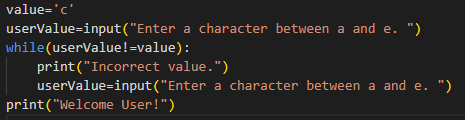 value='c'
userValue=input("Enter a character between a and e. ")
while(userValue!=value):
    print("Incorrect value.")
    userValue=input("Enter a character between a and e. ")
print("Welcome User!")